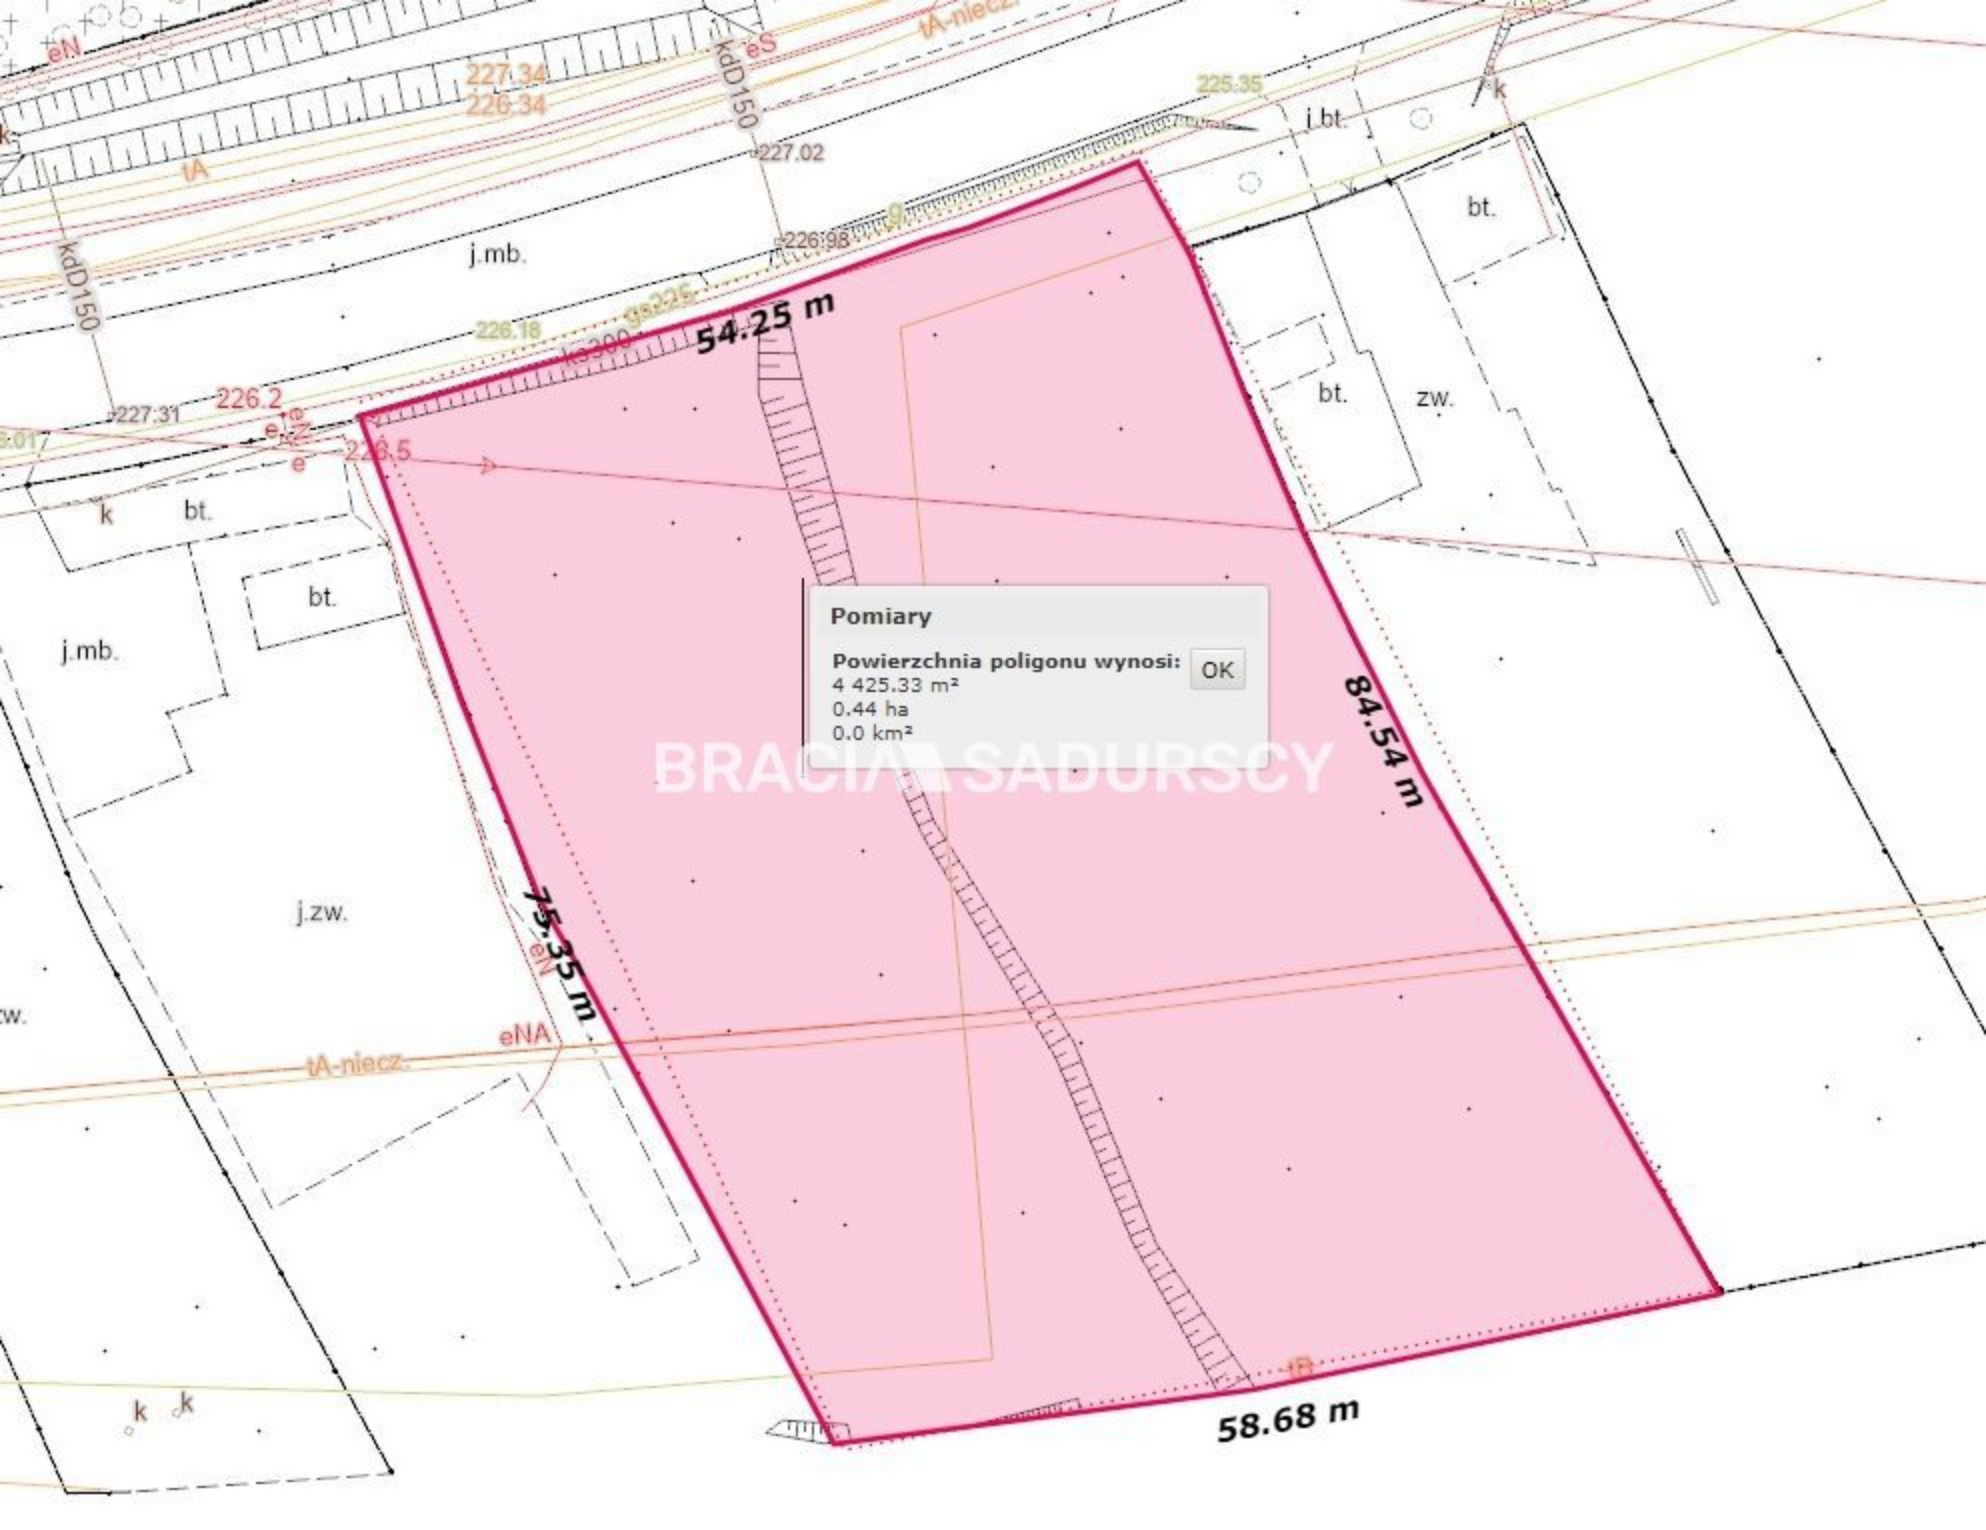 eN
eS
tA-niecz.
227.34
226.34
kdD150
225.35
k
k
j.bt.
tA
227.02
bt.
g
226.98
j.mb.
kdD150
gs225
54.25 m
226.18
ks300
226.2
227.31
eN
e
226.5
e
bt.
zw.
k
bt.
bt.
j.mb.
Pomiary
Powierzchnia poligonu wynosi:
4 425.33 m²
0.44 ha
0.0 km²
OK
84.54 m
BRACIA SADURSCY
j.zw.
75.35 m
eN
eNA
tA-niecz.
k
k
58.68 m